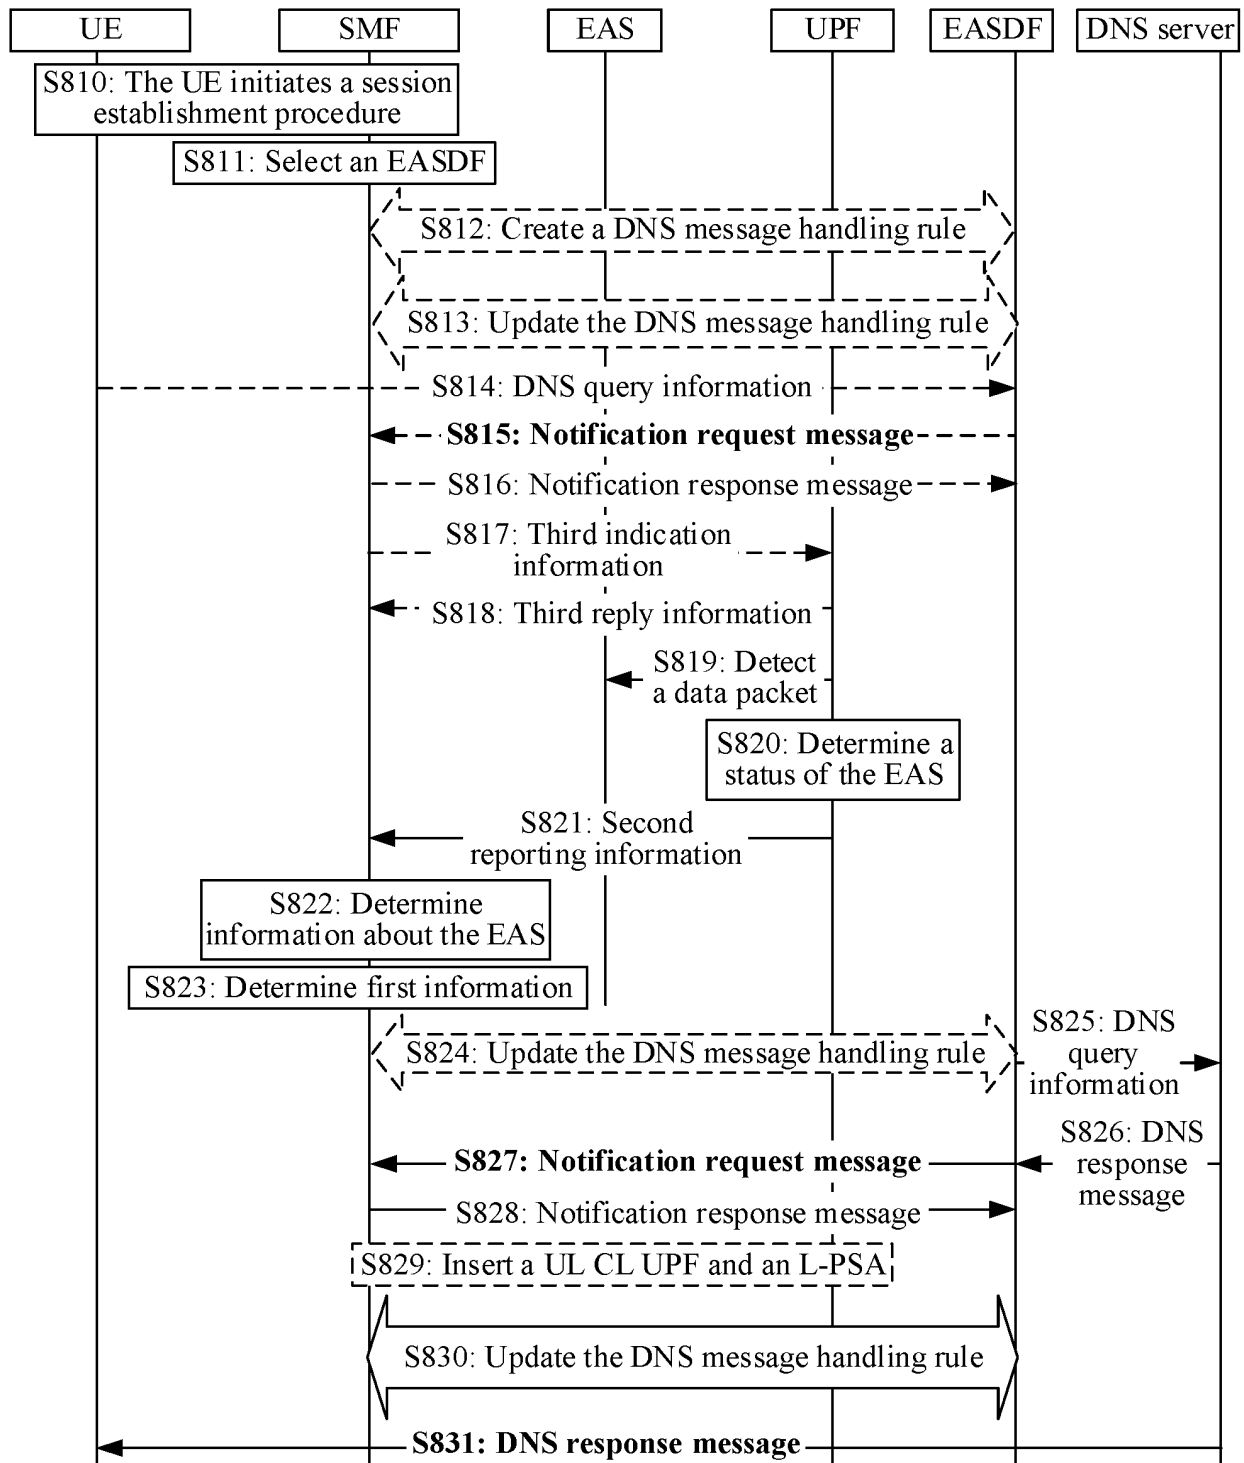 UE SMF EAS UPF EASDF DNS server
S810: The UE initiates a session
establishment procedure
S811: Select an EASDF
S812: Create a DNS message handling rule
S813: Update the DNS message handling rule
S814: DNS query information
S815: Notification request message
S816: Notification response message
S817: Third indication
information
S818: Third reply information
S819: Detect
a data packet
S820: Determine a
status of the EAS
S821: Second
reporting information
S822: Determine
information about the EAS
S823: Determine first information
S824: Update the DNS message handling rule
S825: DNS
query
information
S826: DNS
response
message
S827: Notification request message
S828: Notification response message
S829: Insert a UL CL UPF and an L-PSA
S830: Update the DNS message handling rule
S831: DNS response message